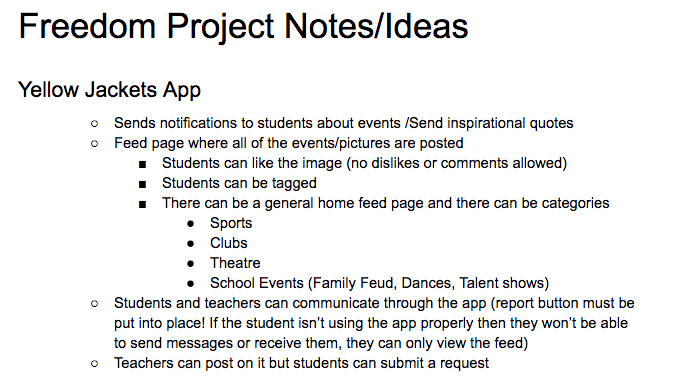 Freedom Project Notes/Ideas
Yellow Jackets App
○ Sends notifications to students about events /Send inspirational quotes
○ Feed page where all of the events/pictures are posted
■ Students can like the image (no dislikes or comments allowed)
■ Students can be tagged
■ There can be a general home feed page and there can be categories
● Sports
● Clubs
● Theatre
● School Events (Family Feud, Dances, Talent shows)
○ Students and teachers can communicate through the app (report button must be
put into place! If the student isn’t using the app properly then they won’t be able
to send messages or receive them, they can only view the feed)
○ Teachers can post on it but students can submit a request